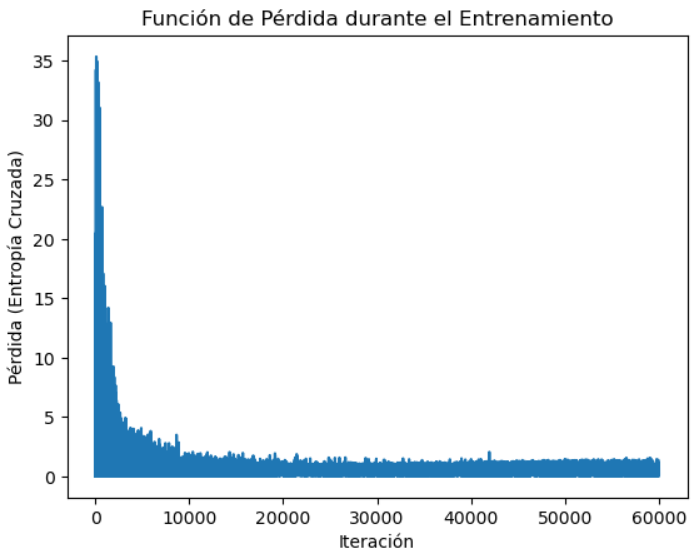 Función de Pérdida durante el Entrenamiento
Pérdida (Entropía Cruzada)
35
30
25
20
15
10
5
0
0 10000 20000 30000 40000 50000 60000
Iteración